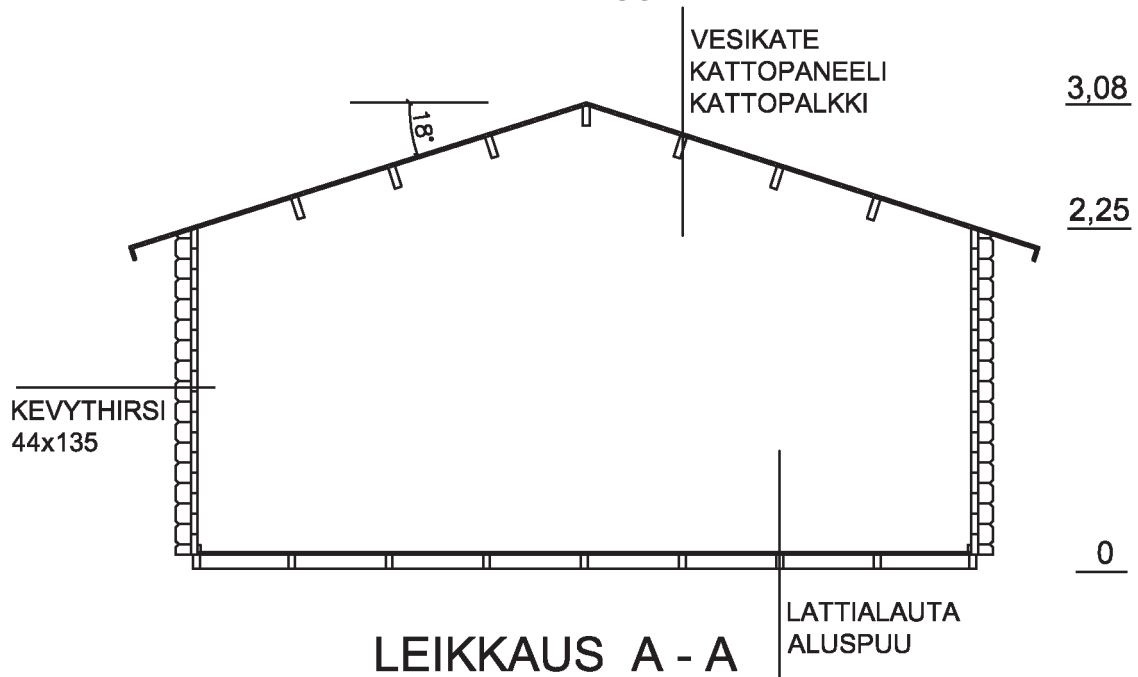 VESIKATE
KATTOPANEELI
KATTOPALKKI
3,08
18°
2,25
KEVYTHIRSI
44x135
0
LATTIALAUTA
ALUSPUU
LEIKKAUS A - A